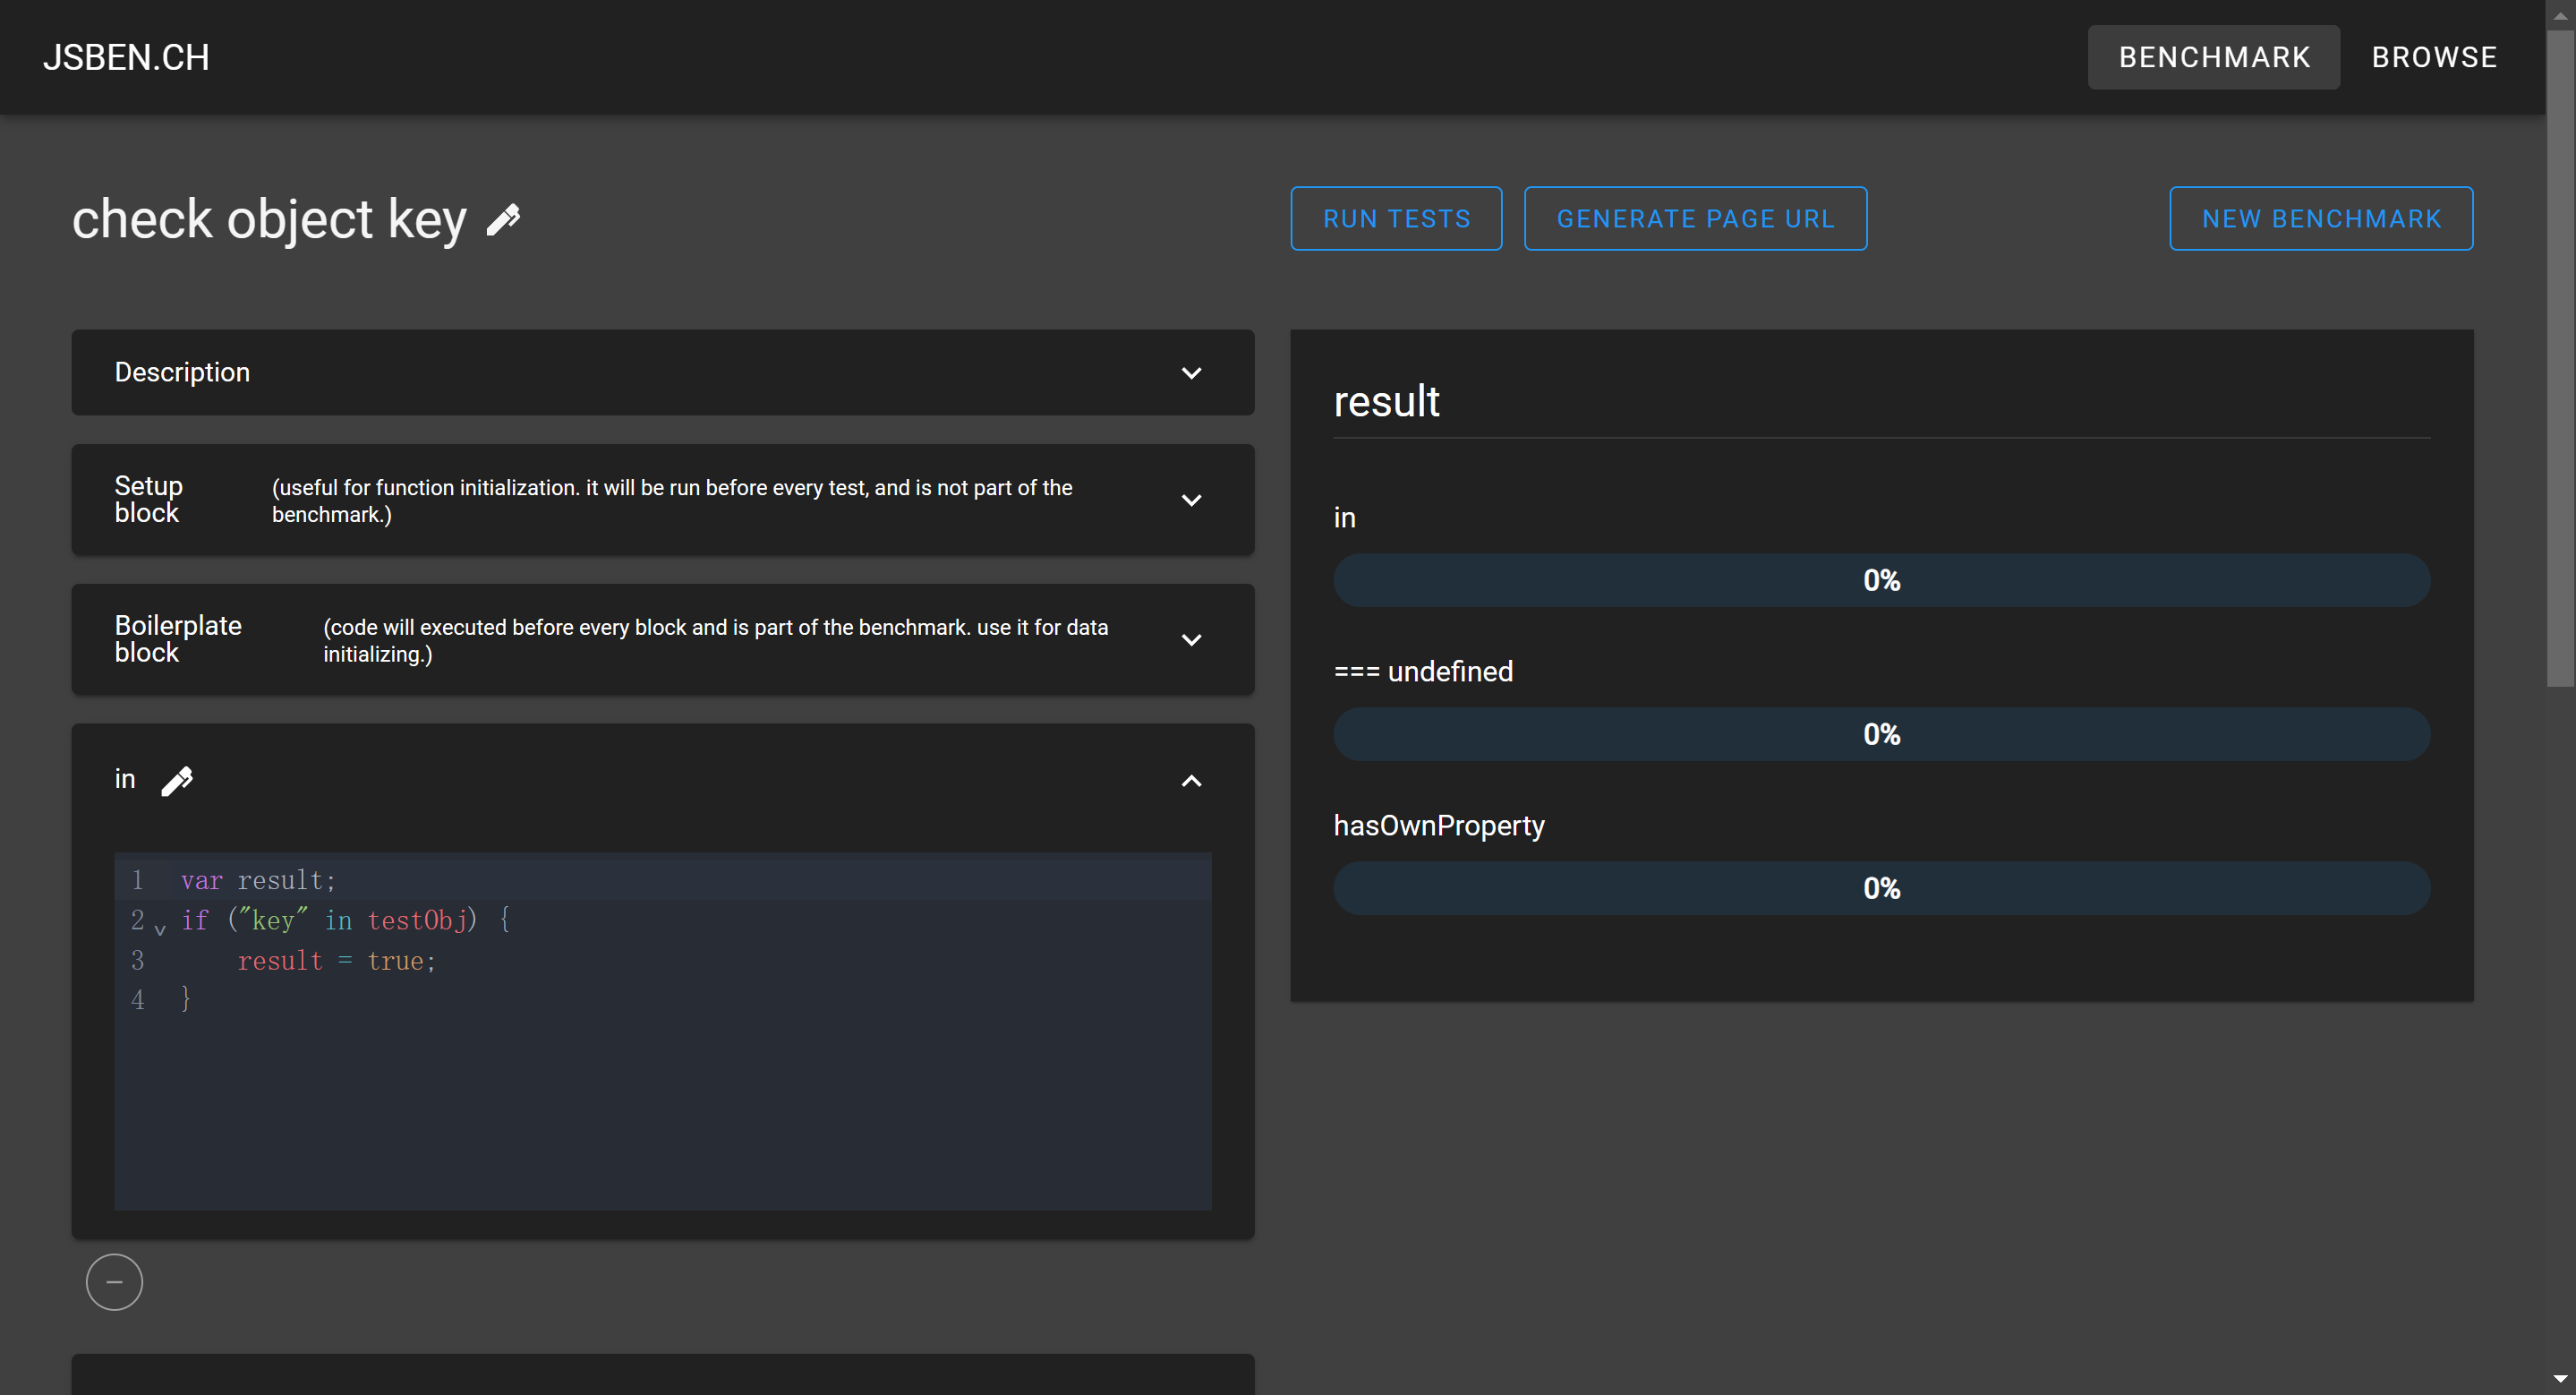 JSBEN.CH
BENCHMARK
BROWSE
check object key
RUN TESTS
GENERATE PAGE URL
NEW BENCHMARK
Description
Setup block
(useful for function initialization. it will be run before every test, and is not part of the
benchmark.)
Boilerplate block
(code will executed before every block and is part of the benchmark. use it for data
initializing.)
in
1 var result;
2 if ("key" in testObj) {
3     result = true;
4 }
result
in
0%
=== undefined
0%
hasOwnProperty
0%